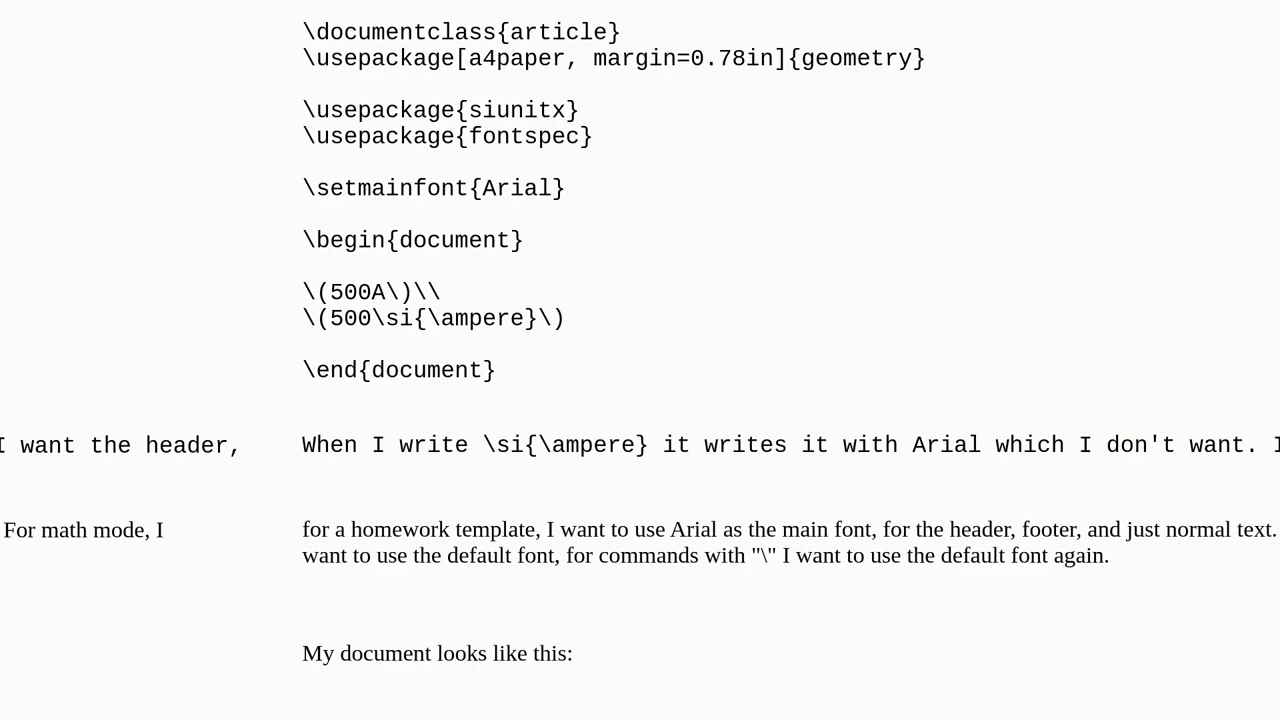 \documentclass{article}
\usepackage[a4paper, margin=0.78in]{geometry}
\usepackage{siunitx}
\usepackage{fontspec}
\setmainfont{Arial}
\begin{document}
\(500A\)\\
\(500\si{\ampere}\)
\end{document}
I want the header,
When I write \si{\ampere} it writes it with Arial which I don't want. I
For math mode, I
for a homework template, I want to use Arial as the main font, for the header, footer, and just normal text.
want to use the default font, for commands with "\" I want to use the default font again.
My document looks like this: